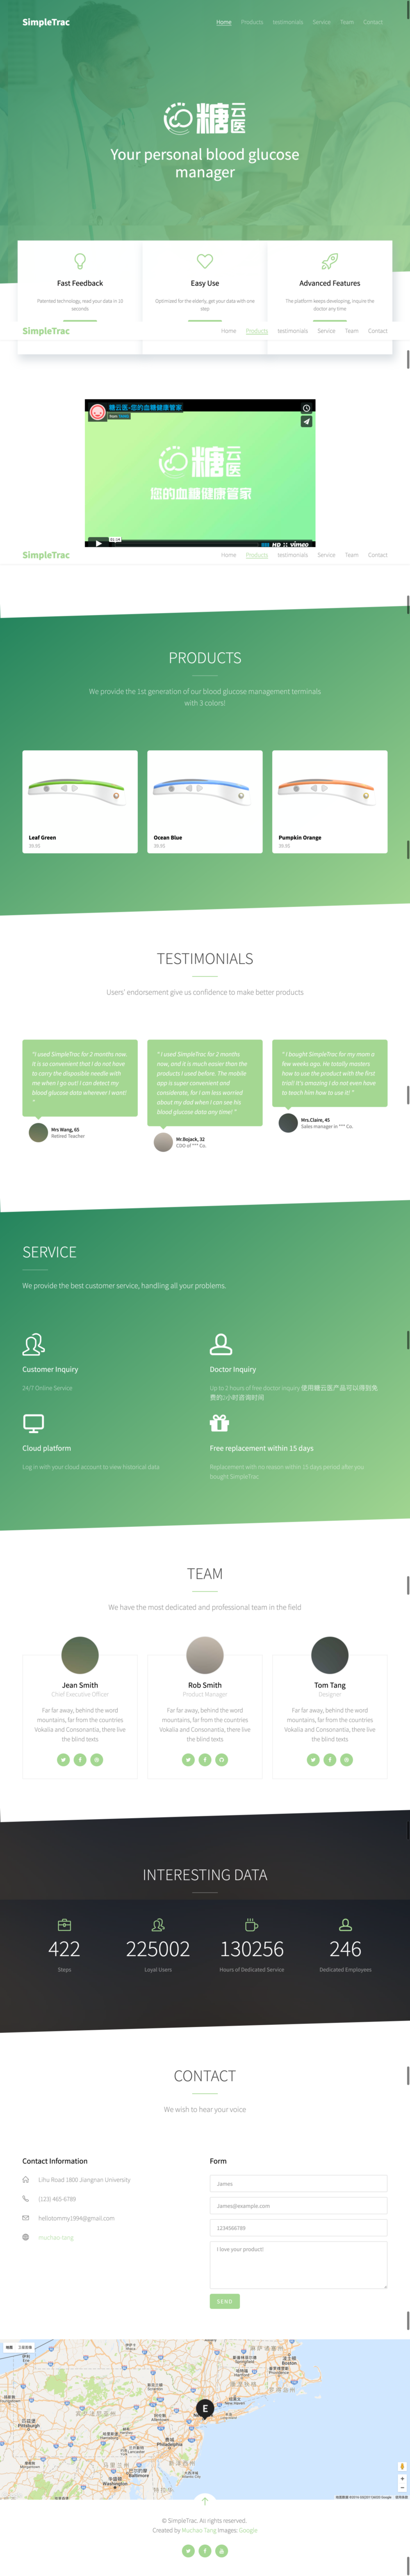 SimpleTrac
Home Products testimonials Service Team Contact
糖云医
Your personal blood glucose
manager
Fast Feedback
Patented technology, read your data in 10
seconds
Easy Use
Optimised for the elderly, get your data with one
step
Advanced Features
The platform keeps developing, Inquire the
doctor any time
SimpleTrac
Home Products testimonials Service Team Contact
糖云医-您的血糖健康管家
from
糖云医
您的血糖健康管家
HD vimeo
SimpleTrac
Home Products testimonials Service Team Contact
PRODUCTS
We provide the 1st generation of our blood glucose management terminals
with 3 colors!
Leaf Green
39.9$
Ocean Blue
39.9$
Pumpkin Orange
39.9$
TESTIMONIALS
Users' endorsement give us confidence to make better products
"I used SimpleTrac for 2 months now.
It is so convenient that I do not have
to carry the disposable needle with
me when I go out! I can detect my
blood glucose data wherever I want!
"
Mrs Wang, 65
Retired Teacher
" I used SimpleTrac for 2 months
now, and it is much easier than the
products I used before. The mobile
app is super convenient and
considerate, for I am less worried
about my dad when I can see his
blood glucose data any time! "
Mr.Bojack, 32
COO of *** Co.
" I bought SimpleTrac for my mom a
few weeks ago. He totally masters
how to use the product with the first
trial! It's amazing I do not even have
to teach him how to use it! "
Mrs.Claire, 45
Sales manager in *** Co.
SERVICE
We provide the best customer service, handling all your problems.
Customer Inquiry
24/7 Online Service
Doctor Inquiry
Up to 2 hours of free doctor inquiry 使用糖云医产品可以得到免
费的2小时咨询时间
Cloud platform
Log in with your cloud account to view historical data
Free replacement within 15 days
Replacement with no reason within 15 days period after you
bought SimpleTrac
TEAM
We have the most dedicated and professional team in the field
Jean Smith
Chief Executive Officer
Far far away, behind the word
mountains, far from the countries
Vokalia and Consonantia, there live
the blind texts
Rob Smith
Product Manager
Far far away, behind the word
mountains, far from the countries
Vokalia and Consonantia, there live
the blind texts
Tom Tang
Designer
Far far away, behind the word
mountains, far from the countries
Vokalia and Consonantia, there live
the blind texts
INTERESTING DATA
422
Steps
225002
Loyal Users
130256
Hours of Dedicated Service
246
Dedicated Employees
CONTACT
We wish to hear your voice
Contact Information
Lihu Road 1800 Jiangnan University
(123) 465-6789
hellotommy1994@gmail.com
wuchao tang
Form
James
James@example.com
1234566789
I love your product!
SEND
Pittsburgh
Philadelphia
Washington
Baltimore
Boston
New Haven
E
© SimpleTrac. All rights reserved.
Created by Wuchao Tang Images: Google